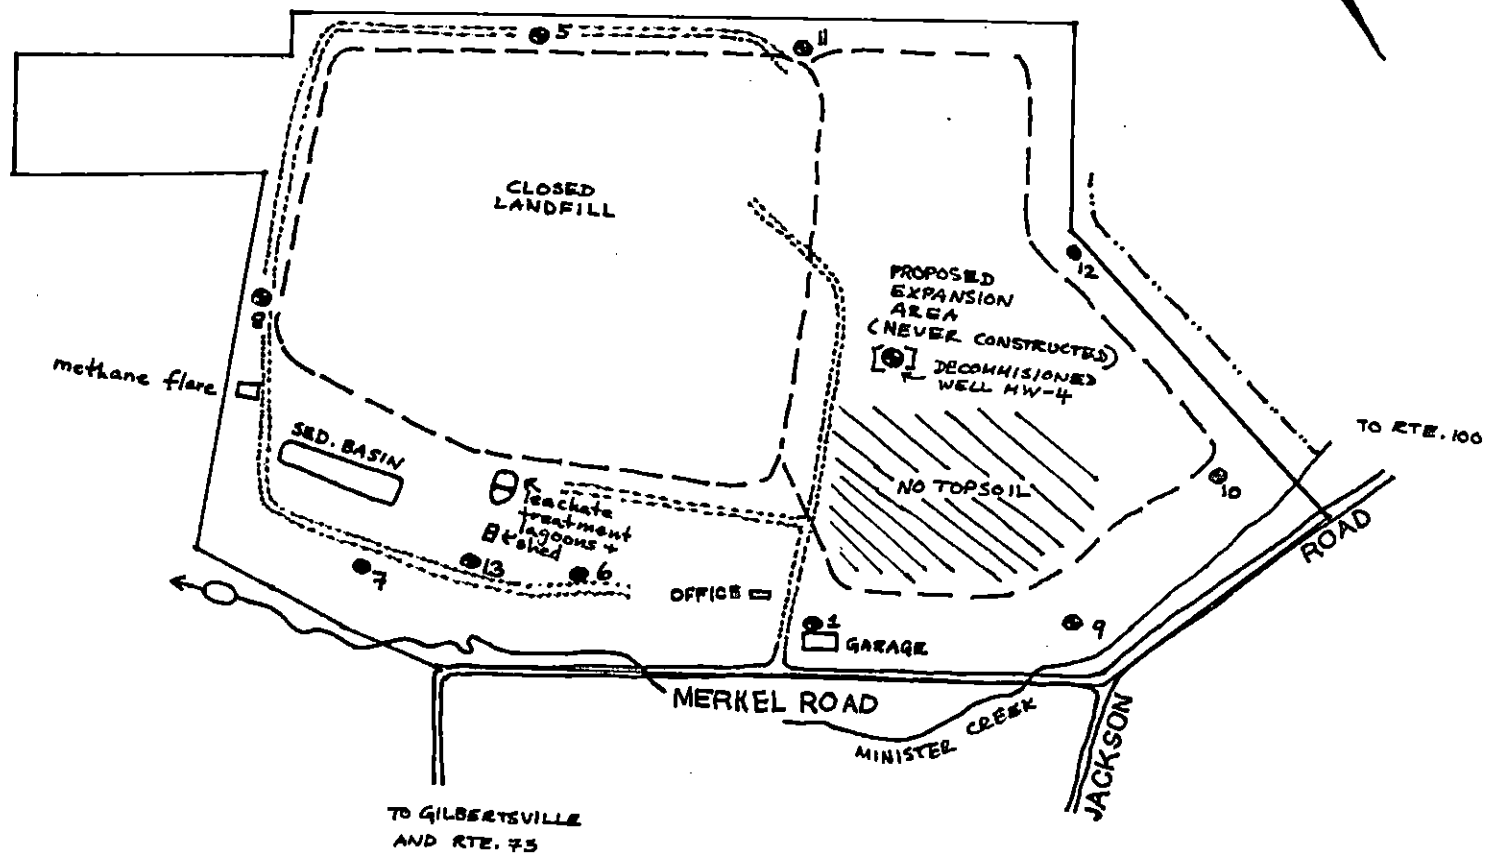 5
11
CLOSED
LANDFILL
12
PROPOSED
EXPANSION
AREA
(NEVER CONSTRUCTED)
8
[ ]
DECOMMISIONED
WELL MW-4
methane flare
TO RTE. 100
SED. BASIN
NO TOPSOIL
10
leachate
treatment
lagoons +
shed
ROAD
7
13
6
OFFICE
1
9
GARAGE
MERKEL ROAD
MINISTER CREEK
JACKSON
TO GILBERTSVILLE
AND RTE. 73